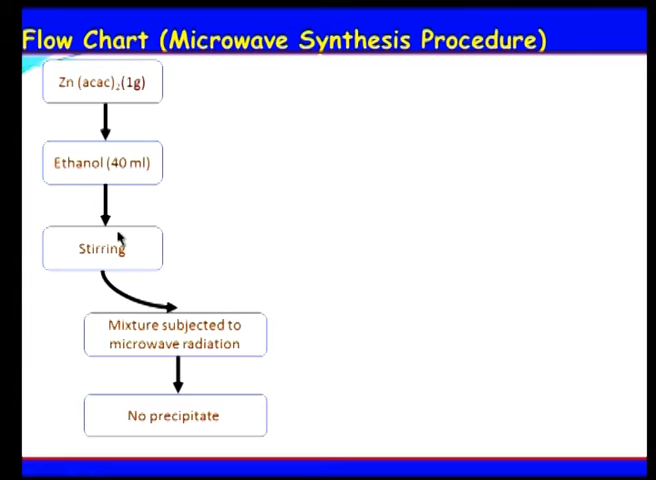 Flow Chart (Microwave Synthesis Procedure)
Zn (acac)₂(1g)
Ethanol (40 ml)
Stirring
Mixture subjected to
microwave radiation
No precipitate